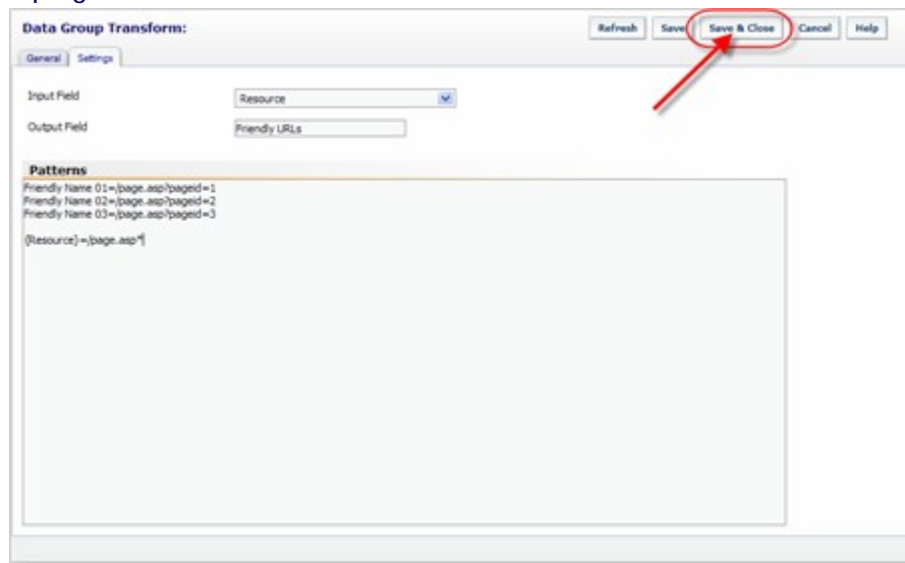 Data Group Transform:
Refresh Save Save & Close Cancel Help
General Settings
Input Field Resource
Output Field Friendly URLs
Patterns
Friendly Name 01=/page.asp?pageid=1
Friendly Name 02=/page.asp?pageid=2
Friendly Name 03=/page.asp?pageid=3
{Resource}=/page.asp*